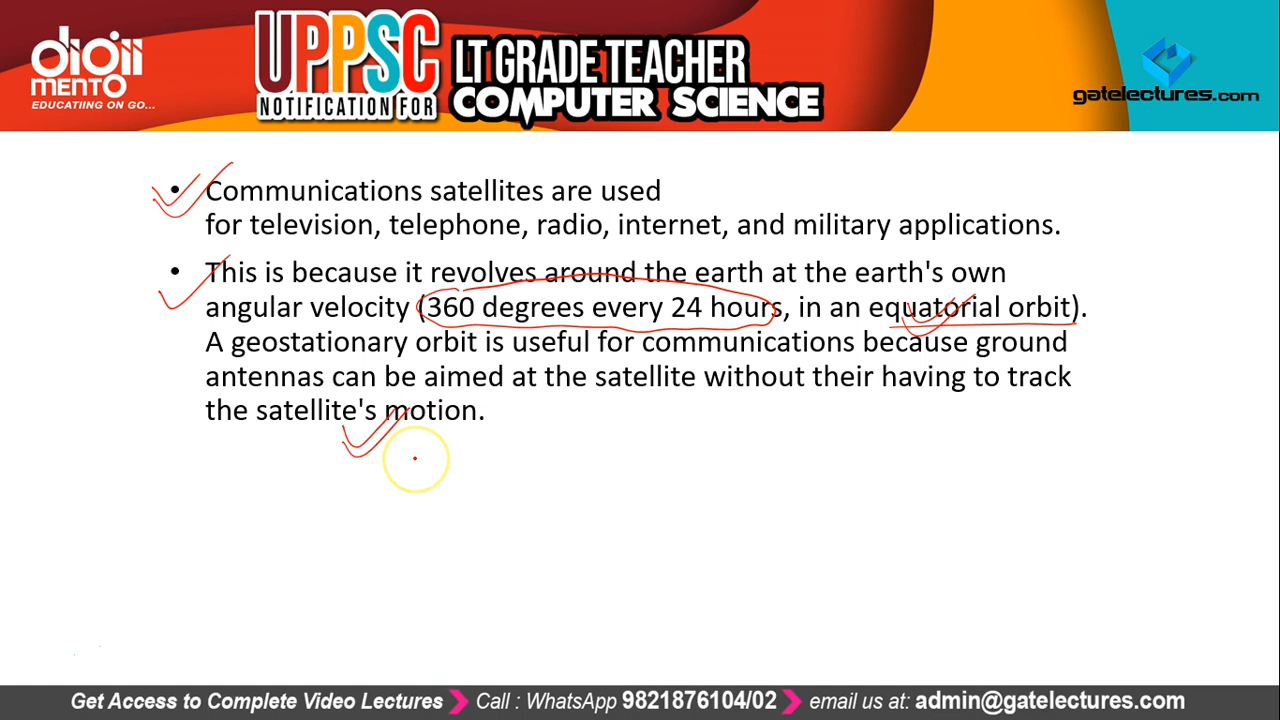 digii
MENTO
EDUCATIING ON GO...
UPPSC
NOTIFICATION FOR
LT GRADE TEACHER
COMPUTER SCIENCE
gatelectures.com
• Communications satellites are used
for television, telephone, radio, internet, and military applications.
• This is because it revolves around the earth at the earth's own
angular velocity (360 degrees every 24 hours, in an equatorial orbit).
A geostationary orbit is useful for communications because ground
antennas can be aimed at the satellite without their having to track
the satellite's motion.
Get Access to Complete Video Lectures Call : WhatsApp 9821876104/02 email us at: admin@gatelectures.com